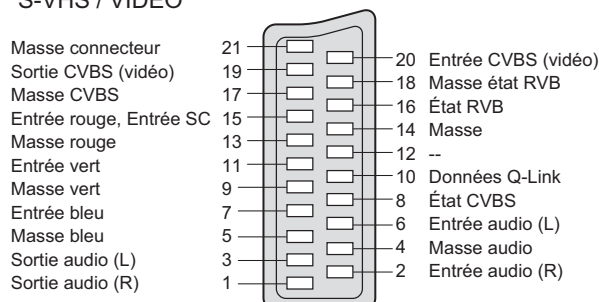 S-VHS / VIDEO
Masse connecteur 21
Sortie CVBS (vidéo) 19
Masse CVBS 17
Entrée rouge, Entrée SC 15
Masse rouge 13
Entrée vert 11
Masse vert 9
Entrée bleu 7
Masse bleu 5
Sortie audio (L) 3
Sortie audio (R) 1
20 Entrée CVBS (vidéo)
18 Masse état RVB
16 État RVB
14 Masse
12 --
10 Données Q-Link
8 État CVBS
6 Entrée audio (L)
4 Masse audio
2 Entrée audio (R)